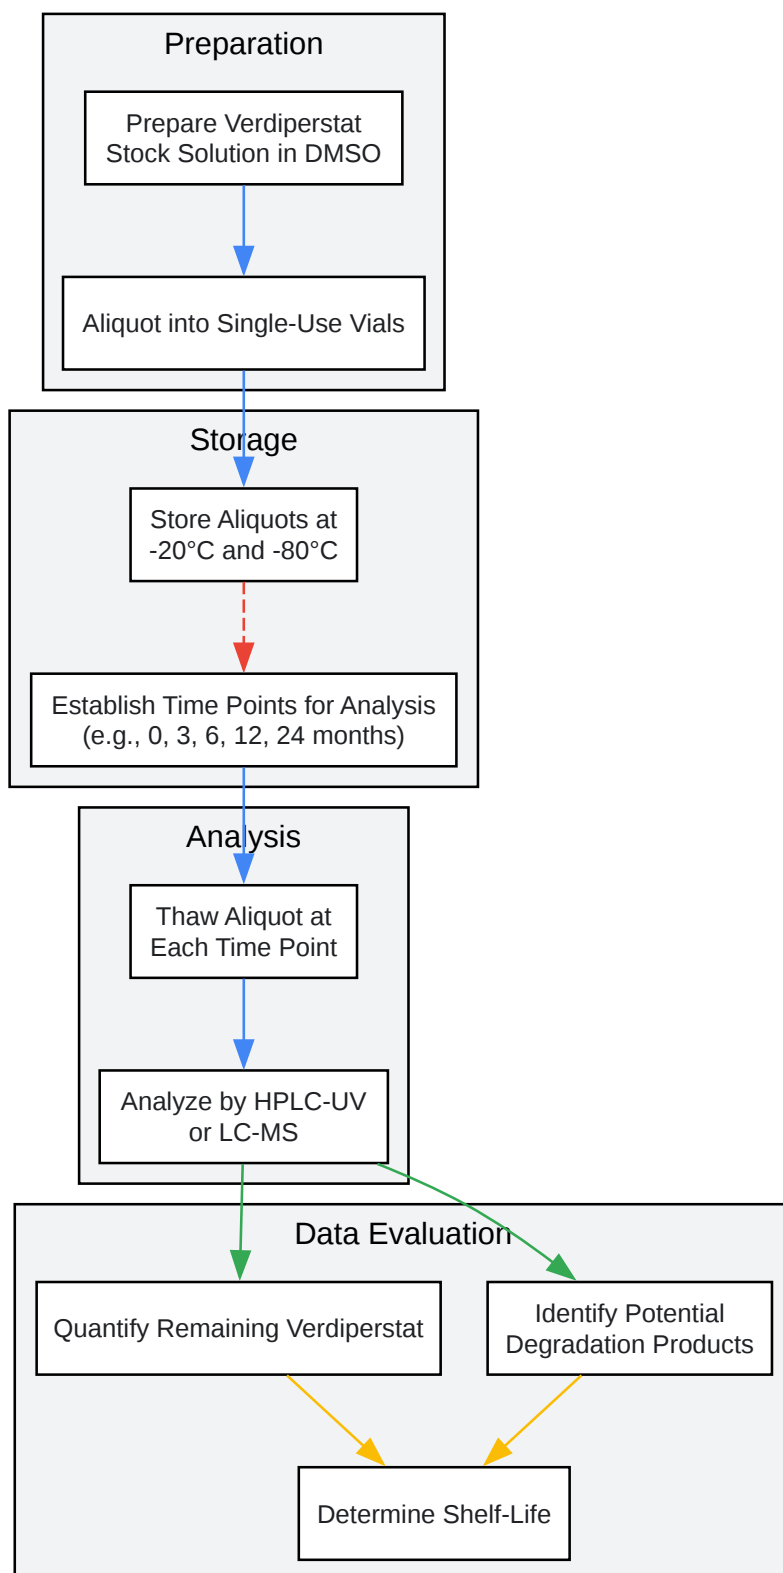 Preparation
Prepare Verdiperstat
Stock Solution in DMSO
Aliquot into Single-Use Vials
Storage
Store Aliquots at
-20°C and -80°C
Establish Time Points for Analysis
(e.g., 0, 3, 6, 12, 24 months)
Analysis
Thaw Aliquot at
Each Time Point
Analyze by HPLC-UV
or LC-MS
Data Evaluation
Quantify Remaining Verdiperstat
Identify Potential
Degradation Products
Determine Shelf-Life